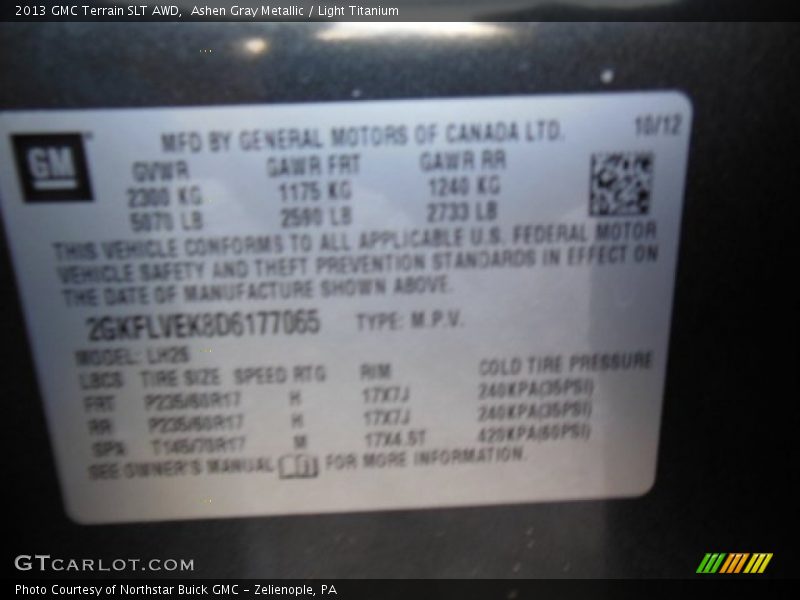 2013 GMC Terrain SLT AWD, Ashen Gray Metallic / Light Titanium
GM
MFD BY GENERAL MOTORS OF CANADA LTD.
10/12
GVWR GAWR FRT GAWR RR
2300 KG 1175 KG 1240 KG
5070 LB 2590 LB 2733 LB
THIS VEHICLE CONFORMS TO ALL APPLICABLE U.S. FEDERAL MOTOR
VEHICLE SAFETY AND THEFT PREVENTION STANDARDS IN EFFECT ON
THE DATE OF MANUFACTURE SHOWN ABOVE.
2GKFLVEK8D6177065 TYPE: M.P.V.
MODEL: LH26
LBCS TIRE SIZE SPEED RTG RIM COLD TIRE PRESSURE
FRT P235/60R17 H 17X7J 240KPA(35PSI)
RR P235/60R17 H 17X7J 240KPA(35PSI)
SPA T145/70R17 M 17X4.5T 420KPA(60PSI)
SEE OWNER'S MANUAL FOR MORE INFORMATION.
GTCARLOT.COM
Photo Courtesy of Northstar Buick GMC - Zelienople, PA